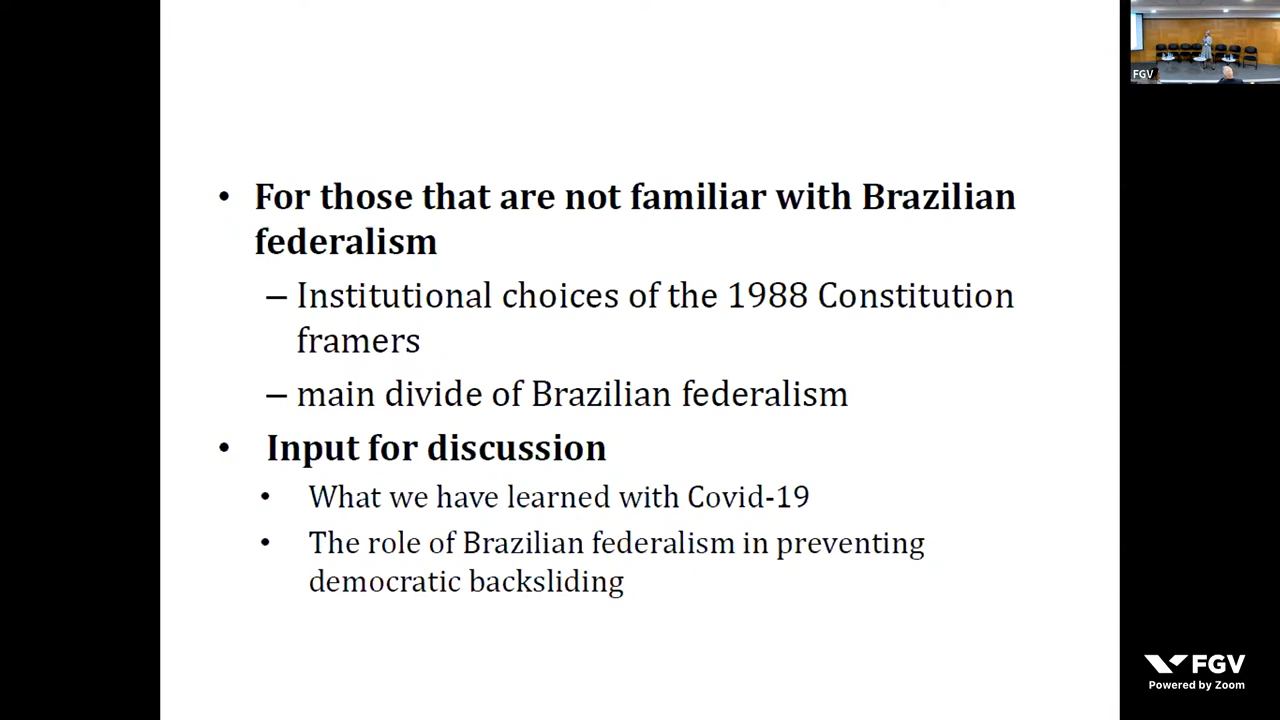 • For those that are not familiar with Brazilian
federalism
– Institutional choices of the 1988 Constitution
framers
– main divide of Brazilian federalism
• Input for discussion
• What we have learned with Covid-19
• The role of Brazilian federalism in preventing
democratic backsliding
FGV
FGV
Powered by Zoom